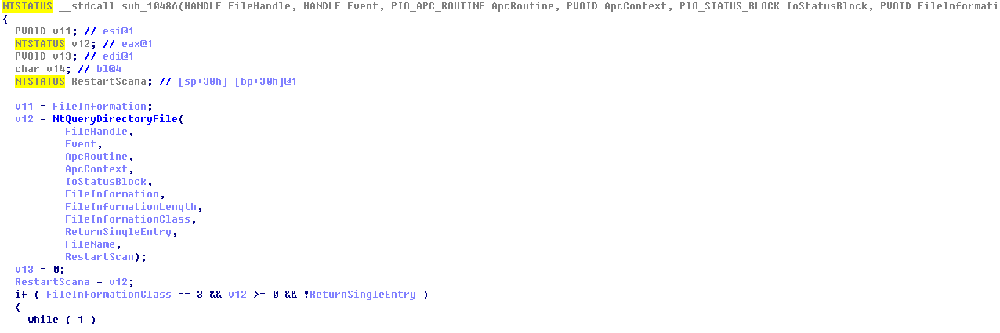 NTSTATUS __stdcall sub_10486(HANDLE FileHandle, HANDLE Event, PIO_APC_ROUTINE ApcRoutine, PVOID ApcContext, PIO_STATUS_BLOCK IoStatusBlock, PVOID FileInformati
{
PVOID v11; // esi@1
NTSTATUS v12; // eax@1
PVOID v13; // edi@1
char v14; // bl@4
NTSTATUS RestartScana; // [sp+38h] [bp+30h]@1
v11 = FileInformation;
v12 = NtQueryDirectoryFile(
FileHandle,
Event,
ApcRoutine,
ApcContext,
IoStatusBlock,
FileInformation,
FileInformationLength,
FileInformationClass,
ReturnSingleEntry,
FileName,
RestartScan);
v13 = 0;
RestartScana = v12;
if ( FileInformationClass == 3 && v12 >= 0 && !ReturnSingleEntry )
{
while ( 1 )